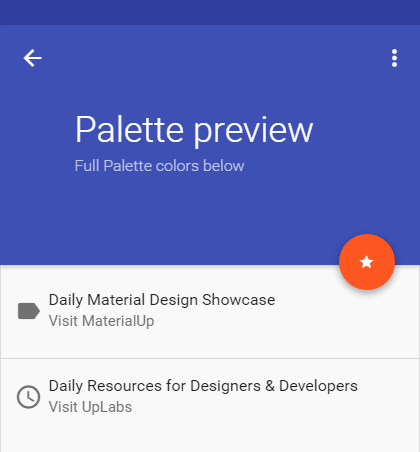 Palette preview
Full Palette colors below
Daily Material Design Showcase
Visit MaterialUp
Daily Resources for Designers & Developers
Visit UpLabs